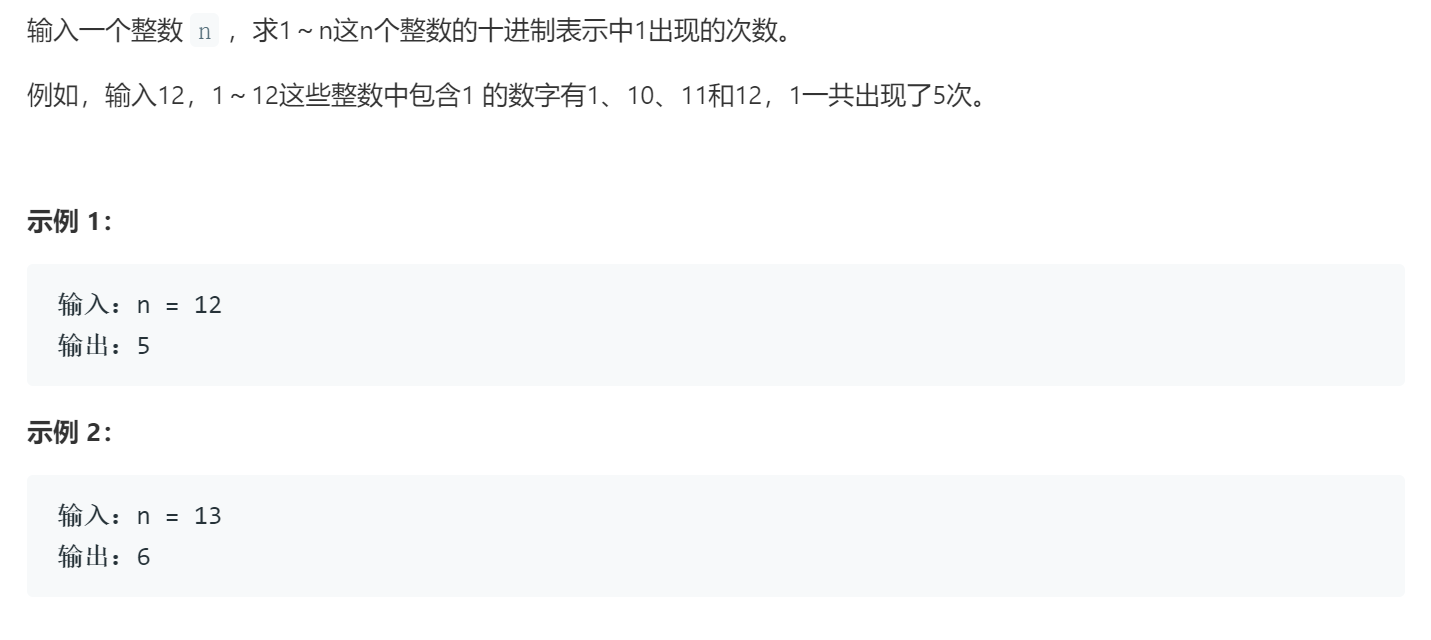 输入一个整数 n ，求1～n这n个整数的十进制表示中1出现的次数。
例如，输入12，1～12这些整数中包含1 的数字有1、10、11和12，1一共出现了5次。
示例 1：
输入：n = 12
输出：5
示例 2：
输入：n = 13
输出：6